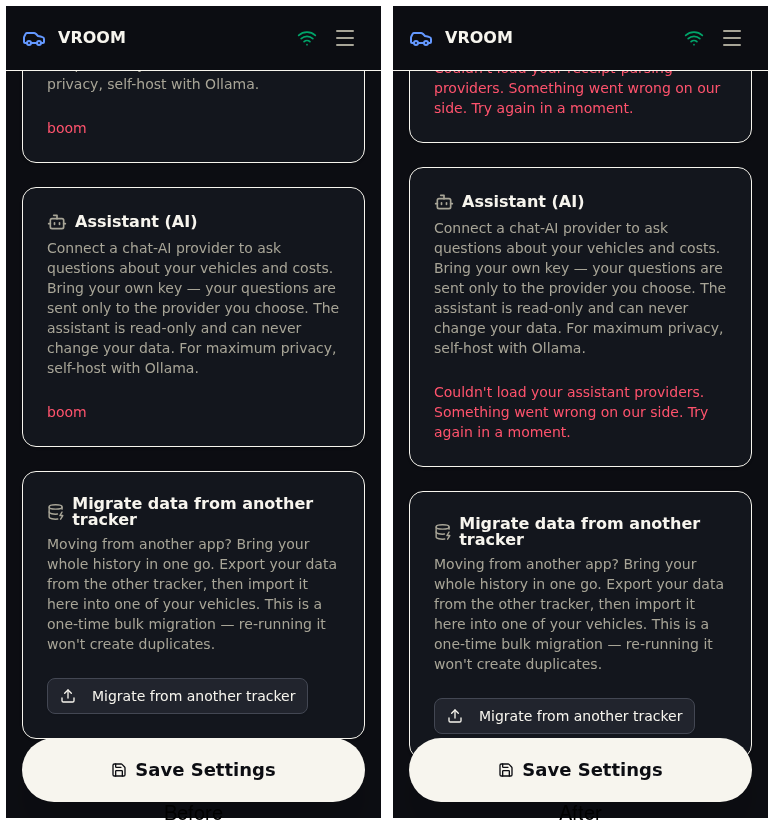 VROOM
privacy, self-host with Ollama.
boom
Assistant (AI)
Connect a chat-AI provider to ask
questions about your vehicles and costs.
Bring your own key — your questions are
sent only to the provider you choose. The
assistant is read-only and can never
change your data. For maximum privacy,
self-host with Ollama.
boom
Migrate data from another
tracker
Moving from another app? Bring your
whole history in one go. Export your data
from the other tracker, then import it
here into one of your vehicles. This is a
one-time bulk migration — re-running it
won't create duplicates.
Migrate from another tracker
Save Settings
Before
VROOM
Couldn't load your receipt-parsing
providers. Something went wrong on our
side. Try again in a moment.
Assistant (AI)
Connect a chat-AI provider to ask
questions about your vehicles and costs.
Bring your own key — your questions are
sent only to the provider you choose. The
assistant is read-only and can never
change your data. For maximum privacy,
self-host with Ollama.
Couldn't load your assistant providers.
Something went wrong on our side. Try
again in a moment.
Migrate data from another
tracker
Moving from another app? Bring your
whole history in one go. Export your data
from the other tracker, then import it
here into one of your vehicles. This is a
one-time bulk migration — re-running it
won't create duplicates.
Migrate from another tracker
Save Settings
After